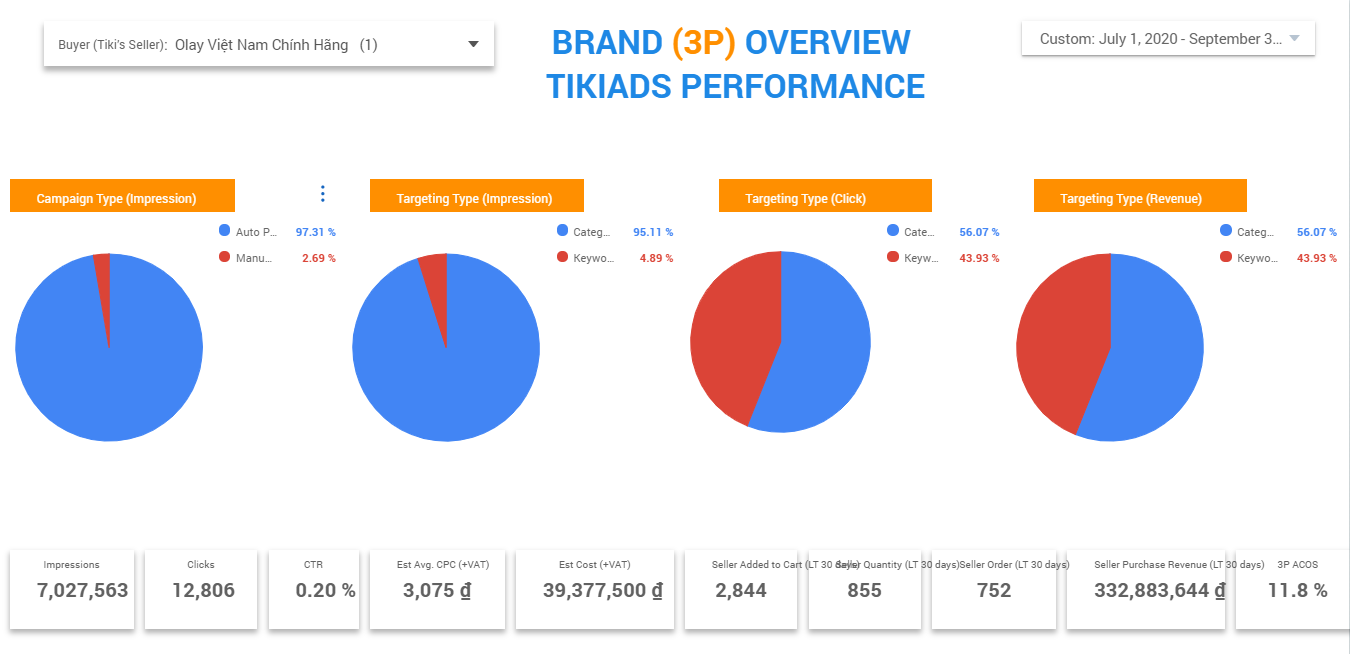 Buyer (Tiki's Seller): Olay Việt Nam Chính Hãng (1)
BRAND (3P) OVERVIEW
TIKIADS PERFORMANCE
Custom: July 1, 2020 - September 3...
Campaign Type (Impression)
Auto P... 97.31 %
Manu... 2.69 %
Targeting Type (Impression)
Categ... 95.11 %
Keywo... 4.89 %
Targeting Type (Click)
Cate... 56.07 %
Keyw... 43.93 %
Targeting Type (Revenue)
Categ... 56.07 %
Keywo... 43.93 %
Impressions
7,027,563
Clicks
12,806
CTR
0.20 %
Est Avg. CPC (+VAT)
3,075 ₫
Est Cost (+VAT)
39,377,500 ₫
Seller Added to Cart (LT 30 days)
2,844
Seller Quantity (LT 30 days)
855
Seller Order (LT 30 days)
752
Seller Purchase Revenue (LT 30 days)
332,883,644 ₫
3P ACOS
11.8 %